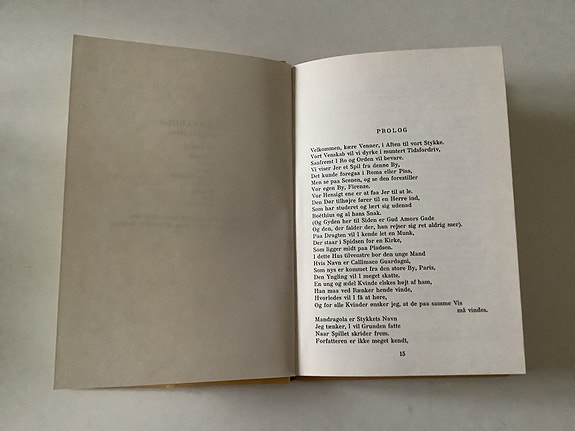 PROLOG
Velkommen, kære Venner, i Aften til vort Stykke.
Vort Venskab vil vi dyrke i muntert Tidsfordriv,
Saafremt I Ro og Orden vil bevare.
Vi viser Jer et Spil fra denne By,
Det kunde foregaa i Roma eller Pisa,
Men se paa Scenen, og se den forestiller
Vor egen By, Firenze.
Vor Hensigt ene er at faa Jer til at le.
Den Dør tilhøjre fører til en Herre ind,
Som har studeret og lært sig udenad
Boëthius og al hans Snak.
(Og Gyden her til Siden er Gud Amors Gade
Og den, der falder der, han rejser sig ret aldrig mer).
Paa Dragten vil I kende let en Munk,
Der staar i Spidsen for en Kirke,
Som ligger midt paa Pladsen.
I dette Hus tilvenstre bor den unge Mand
Hvis Navn er Callimaco Guardagni,
Som nys er kommet fra den store By, Paris,
Den Yngling vil I meget skatte.
En ung og ædel Kvinde elskes højt af ham,
Han maa ved Rænker hende vinde,
Hvorledes vil I få at høre,
Og for alle Kvinder ønsker jeg, at de paa samme Vis
må vindes.
Mandragola er Stykkets Navn
Jeg tænker, I vil Grunden fatte
Naar Spillet skrider frem.
Forfatteren er ikke meget kendt,
15